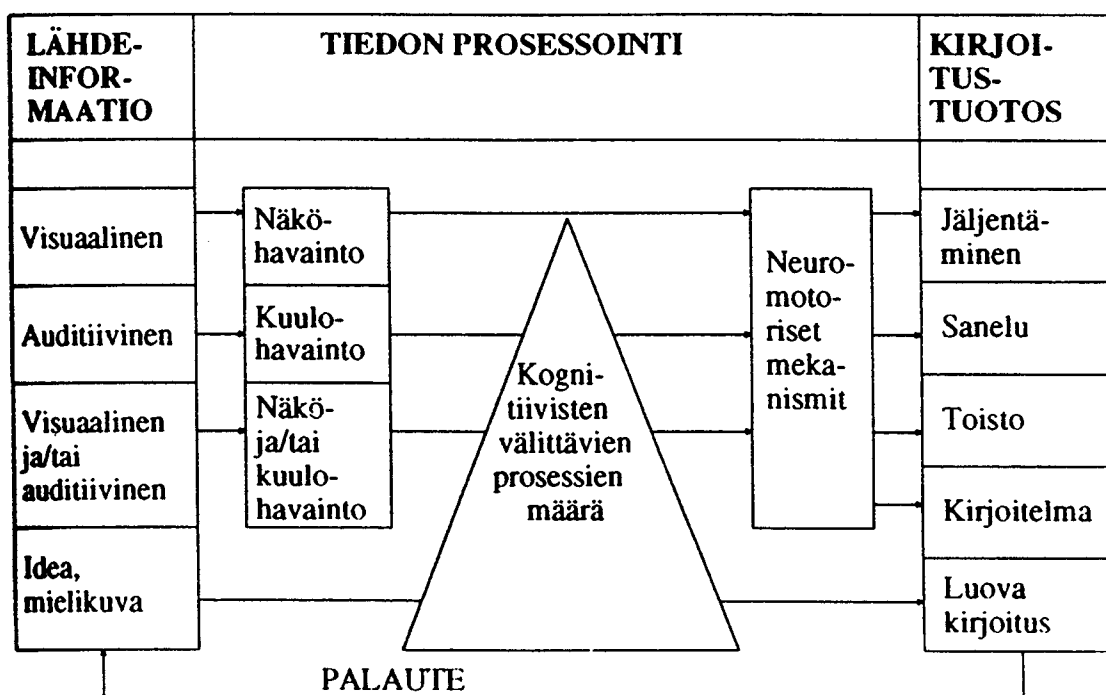 LÄHDE-
INFOR-
MAATIO
TIEDON PROSESSOINTI
KIRJOI-
TUS-
TUOTOS
Visuaalinen
Auditiivinen
Visuaalinen
ja/tai
auditiivinen
Idea,
mielikuva
Näkö-
havainto
Kuulo-
havainto
Näkö-
ja/tai
kuulo-
havainto
Kogni-
tiivisten
välittävien
prosessien
määrä
Neuro-
moto-
riset
meka-
nismit
Jäljentä-
minen
Sanelu
Toisto
Kirjoitelma
Luova
kirjoitus
PALAUTE